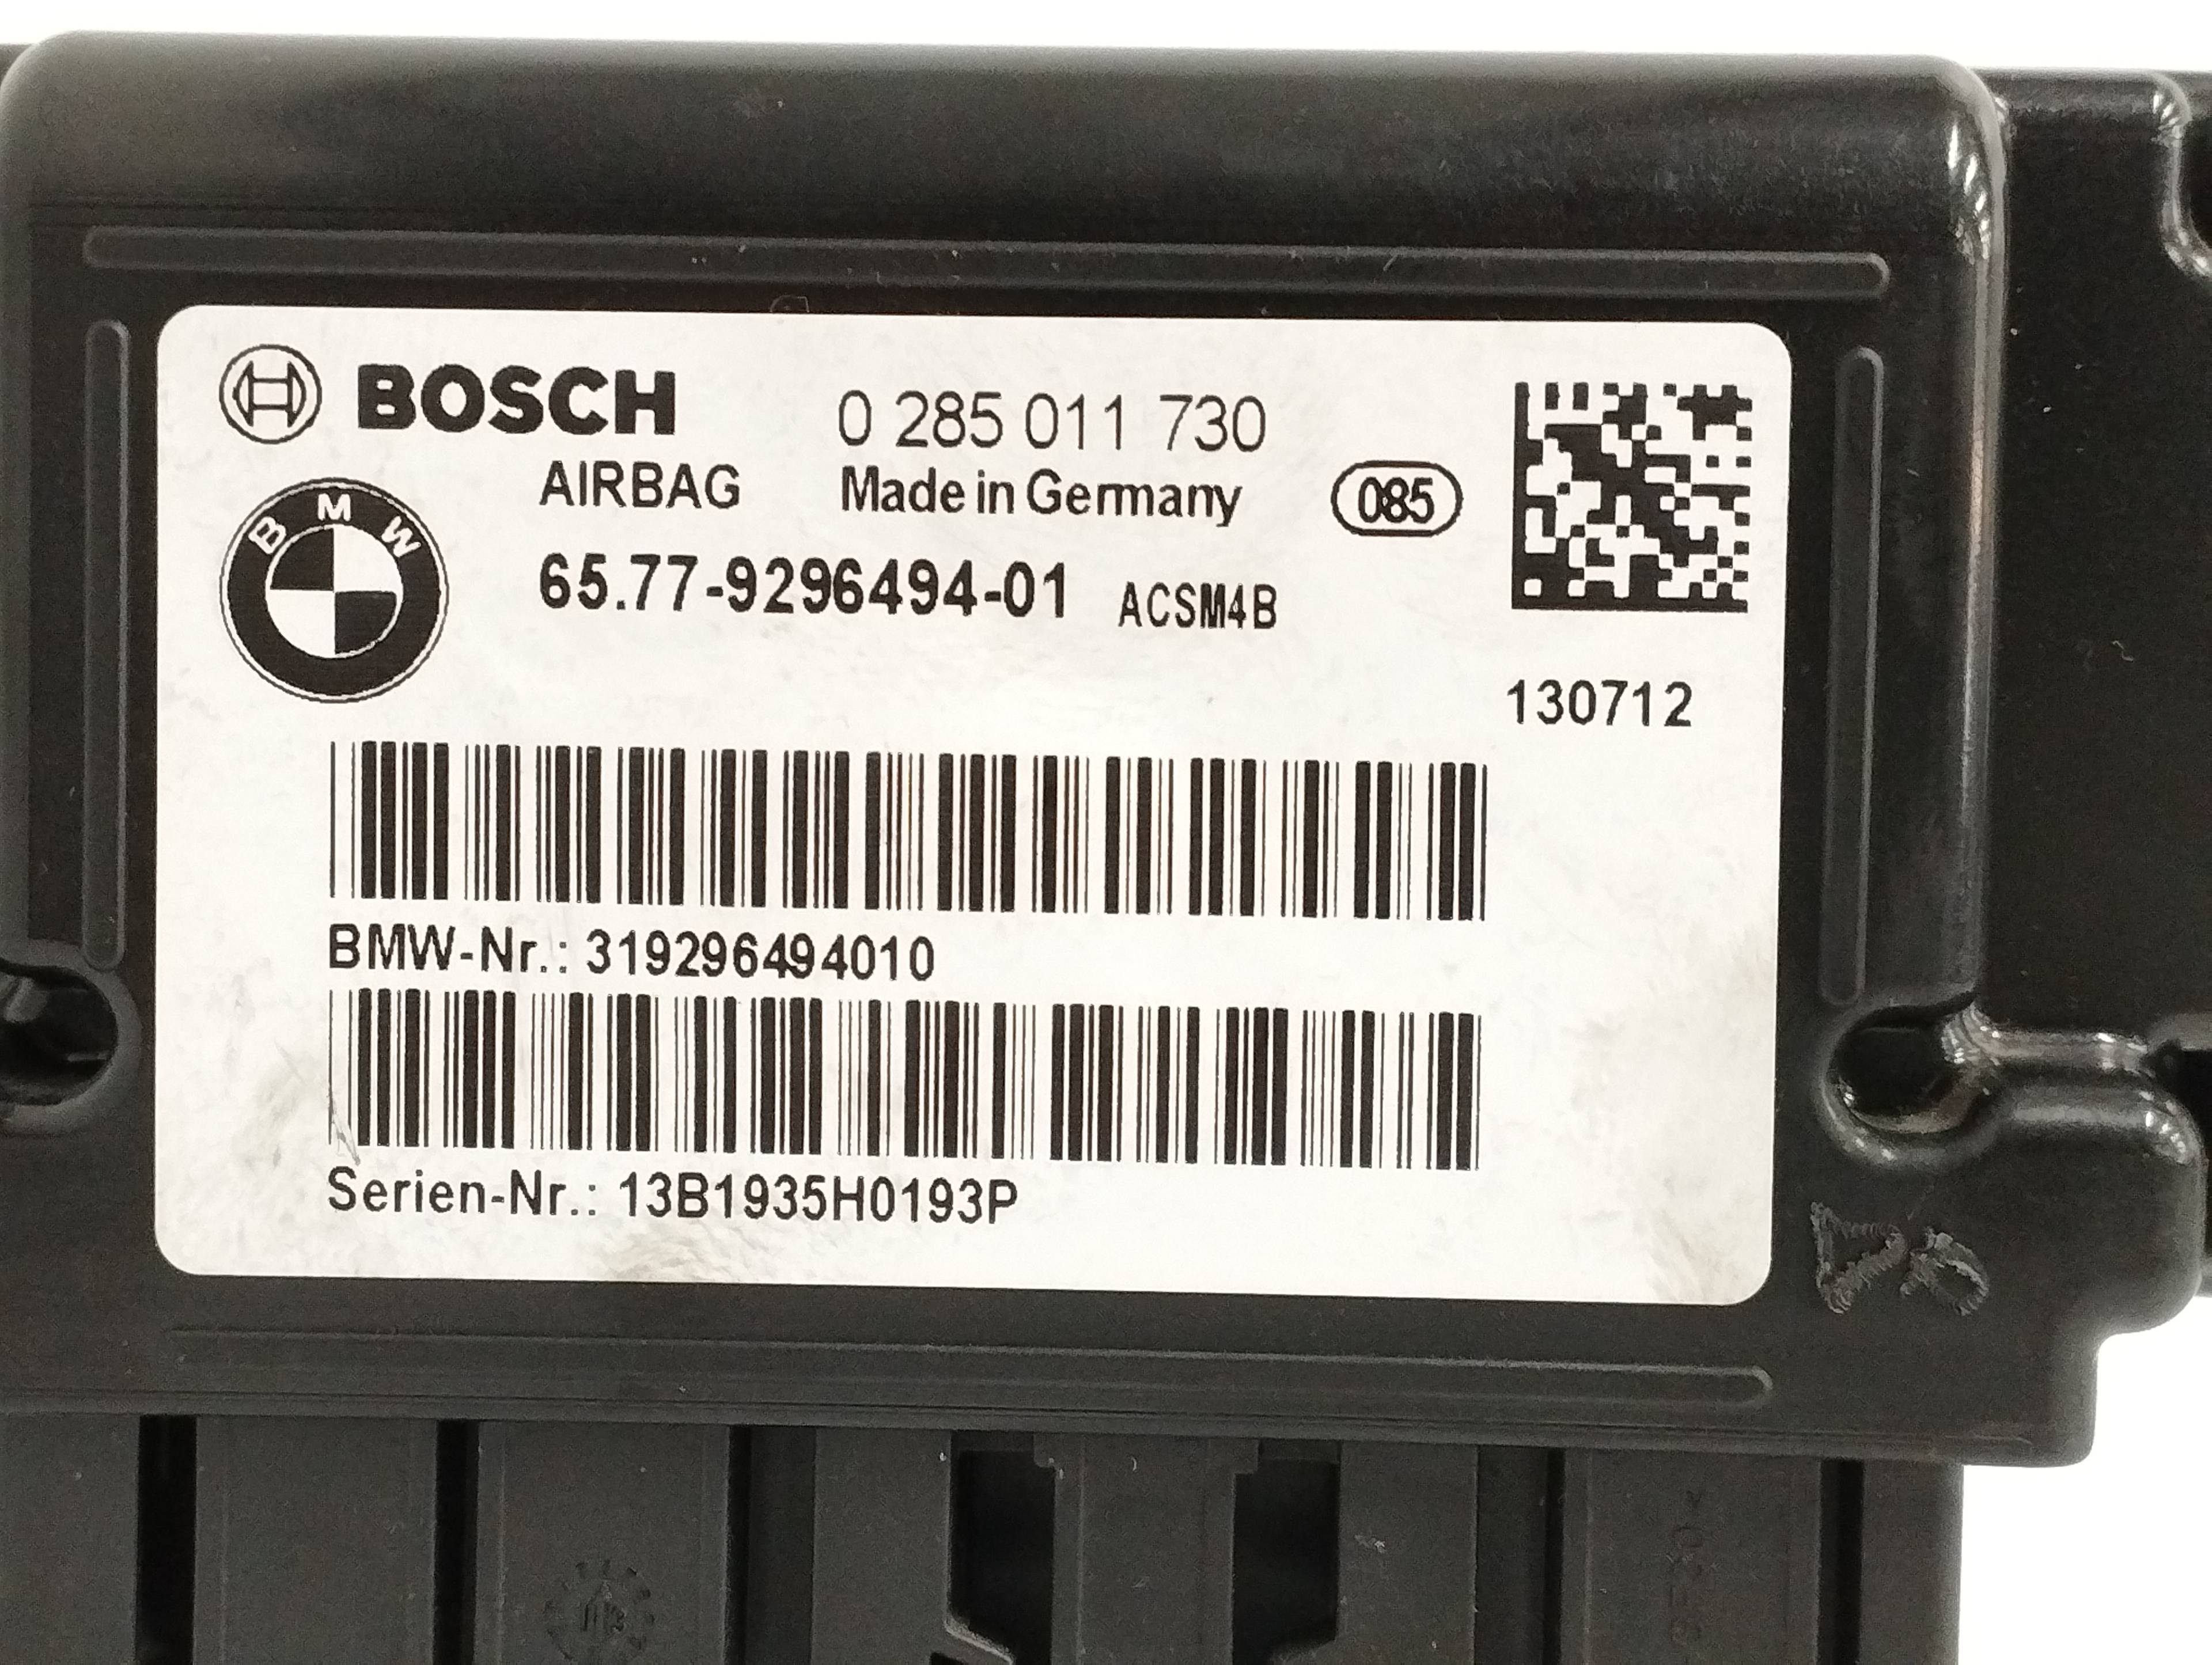 BOSCH 0 285 011 730
AIRBAG Made in Germany 085
B M W
65.77-9296494-01 ACSM4B
130712
BMW-Nr.: 319296494010
Serien-Nr.: 13B1935H0193P